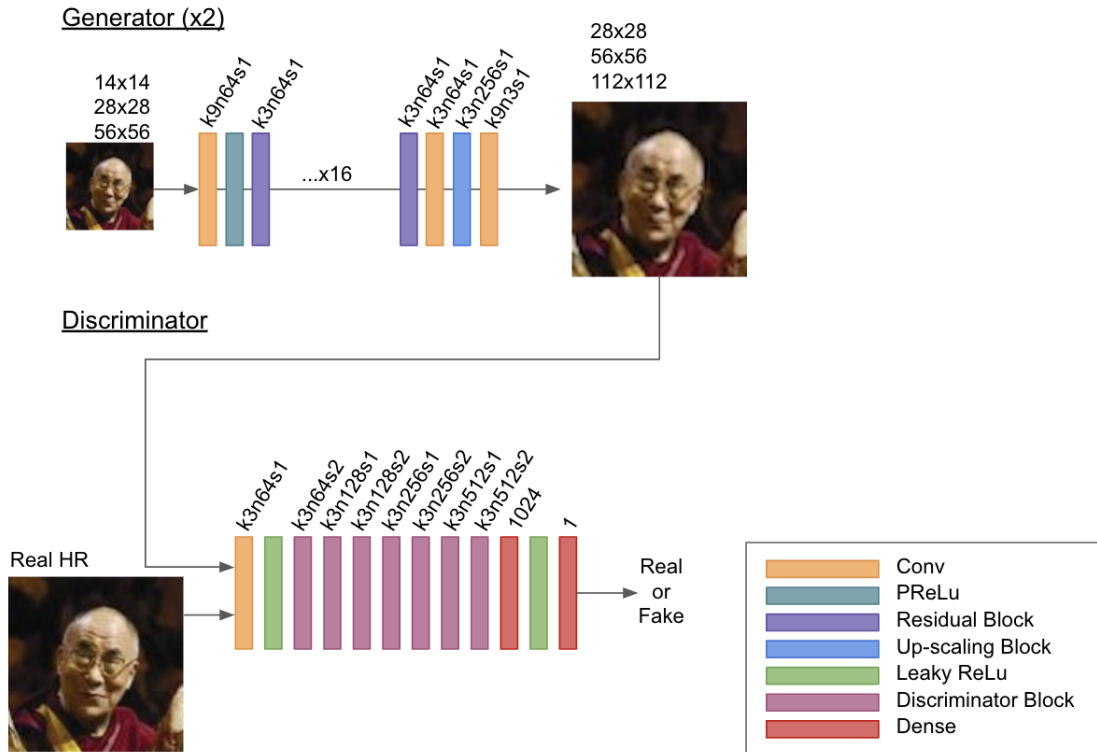 Generator (x2)
14x14
28x28
56x56
k9n64s1
k3n64s1
...x16
k3n64s1
k3n64s1
k3n256s1
k9n3s1
28x28
56x56
112x112
Discriminator
Real HR
k3n64s1
k3n64s2
k3n128s1
k3n128s2
k3n256s1
k3n256s2
k3n512s1
k3n512s2
1024
1
Real
or
Fake
Conv
PReLu
Residual Block
Up-scaling Block
Leaky ReLu
Discriminator Block
Dense